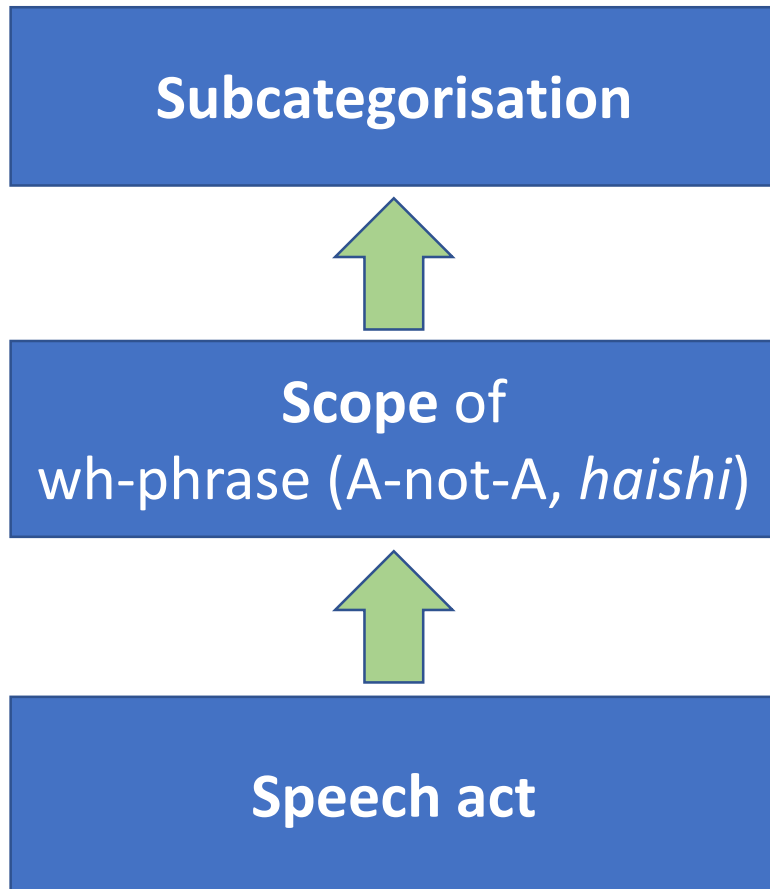 Subcategorisation
Scope of
wh-phrase (A-not-A, haishi)
Speech act